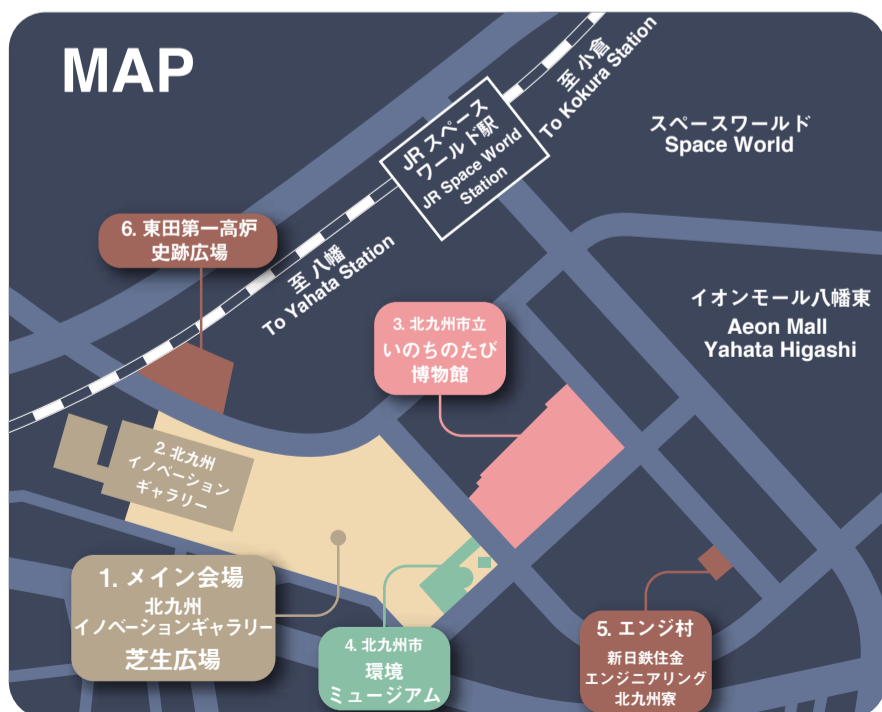 MAP
至 小倉
To Kokura Station
JR スペース
ワールド駅
JR Space World
Station
スペースワールド
Space World
6. 東田第一高炉
史跡広場
至 八幡
To Yahata Station
イオンモール八幡東
Aeon Mall
Yahata Higashi
3. 北九州市立
いのちのたび
博物館
2. 北九州
イノベーション
ギャラリー
1. メイン会場
北九州
イノベーションギャラリー
芝生広場
4. 北九州市
環境
ミュージアム
5. エンジ村
新日鉄住金
エンジニアリング
北九州寮